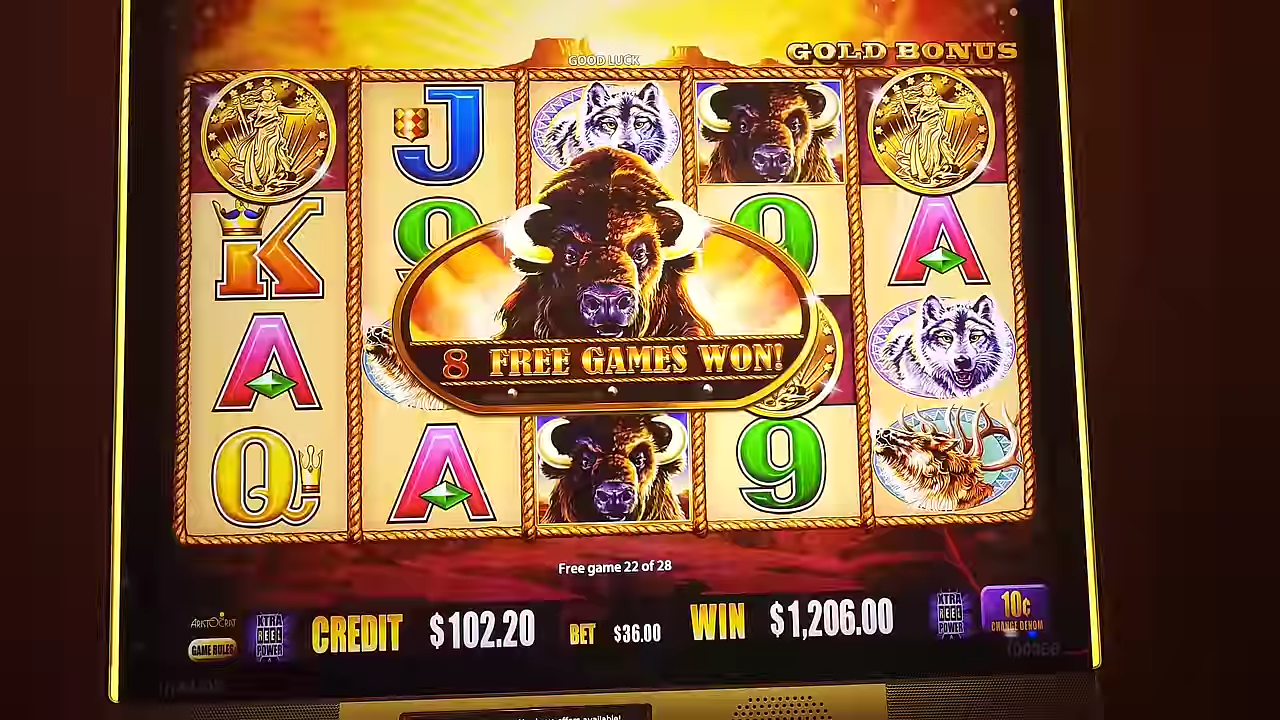 GOOD LUCK
GOLD BONUS
J
K
9
9
A
A
8 FREE GAMES WON!
Q
A
9
Free game 22 of 28
ARISTOCRAT
GAME RULES
XTRA REEL POWER
CREDIT $102.20
BET $36.00
WIN $1,206.00
XTRA REEL POWER
10¢
CHANGE DENOM
offers available!